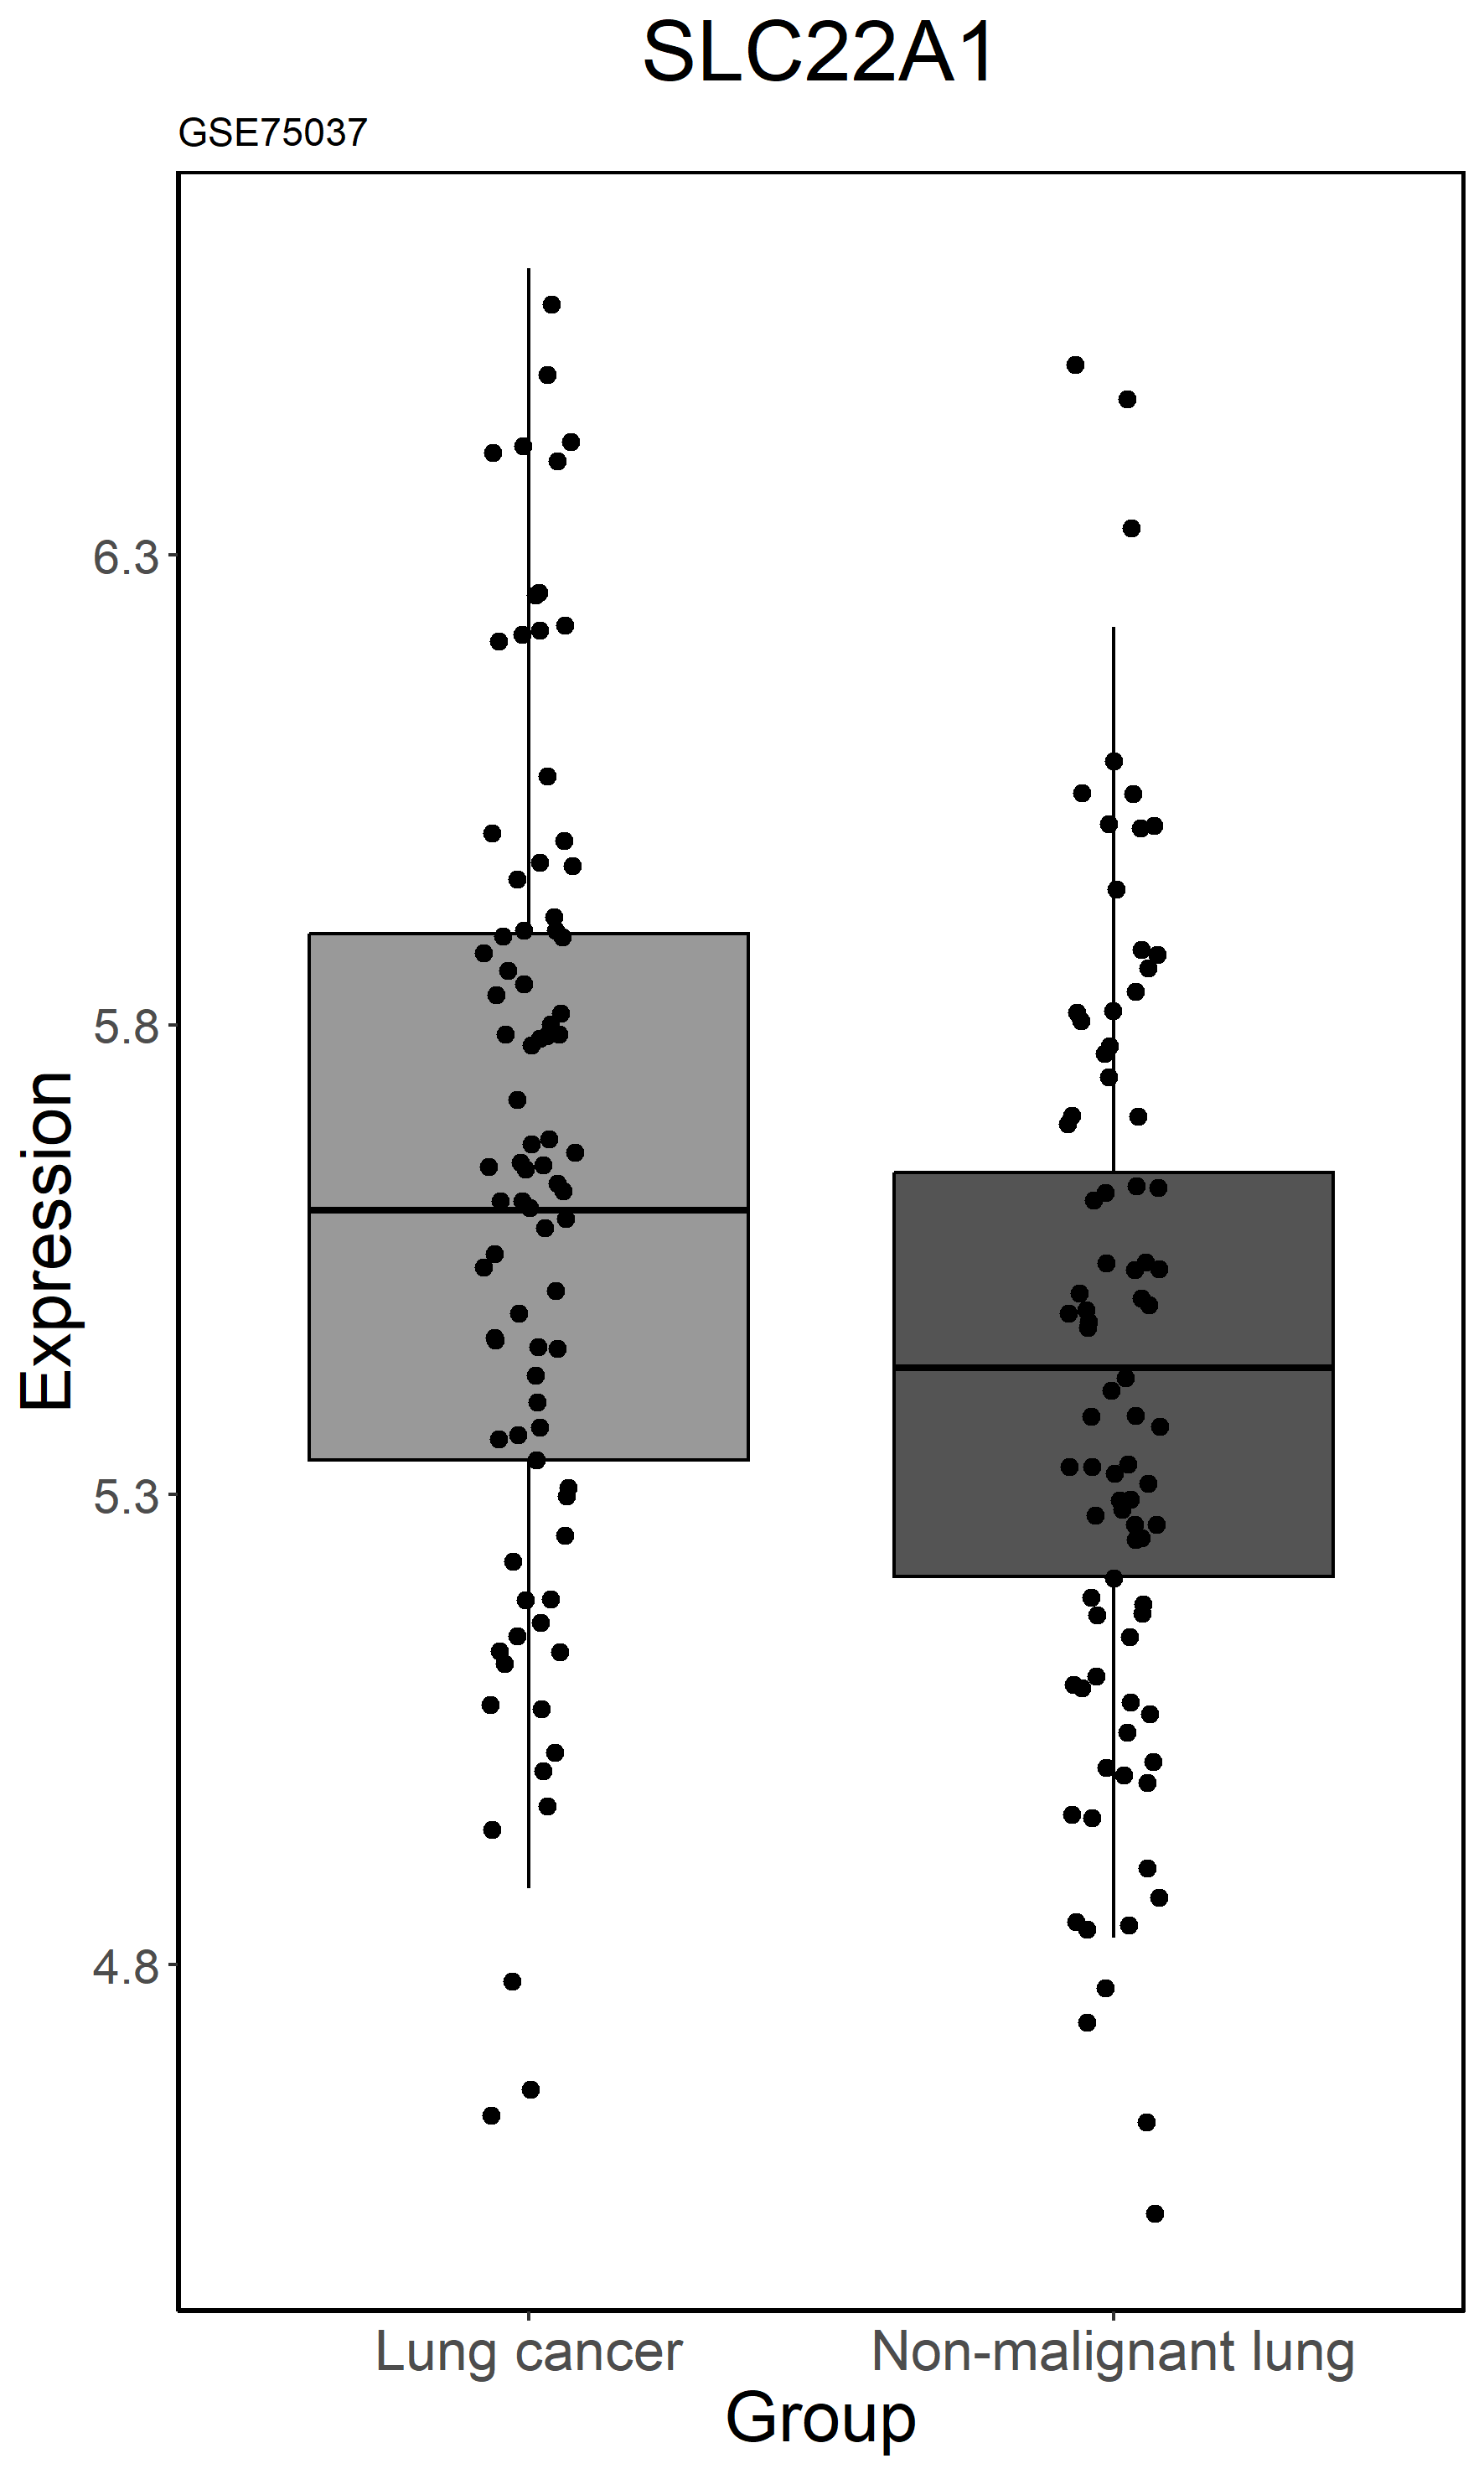 SLC22A1
GSE75037
Expression
6.3
5.8
5.3
4.8
Lung cancer
Non-malignant lung
Group